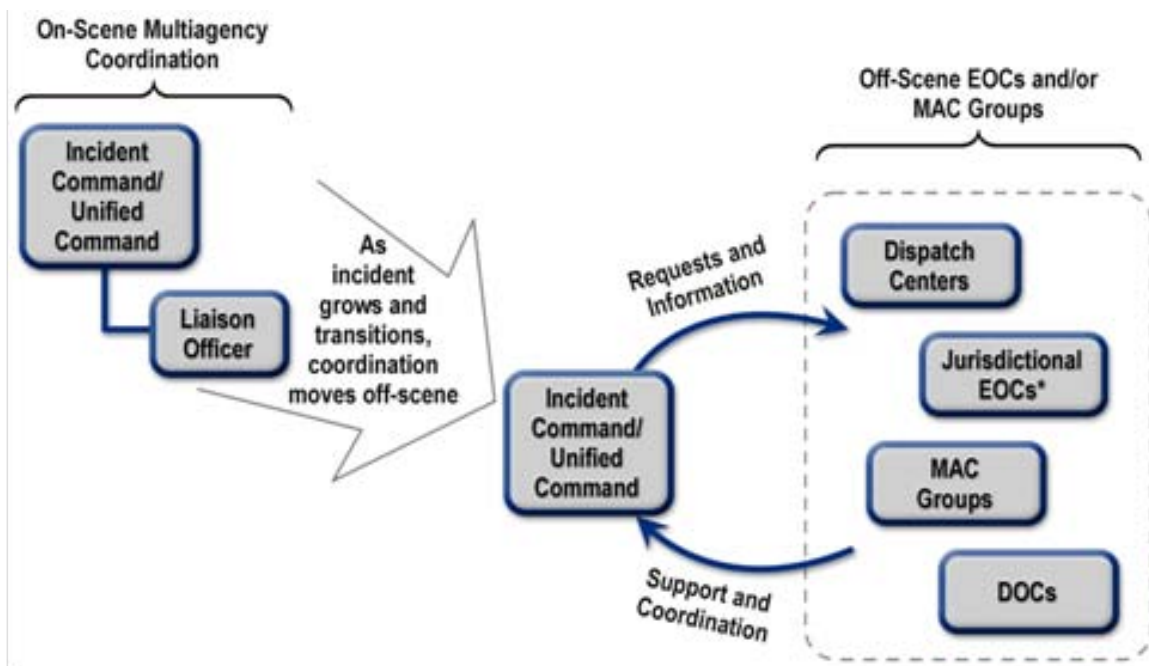 On-Scene Multiagency
Coordination
Incident
Command/
Unified
Command
Liaison
Officer
As
incident
grows and
transitions,
coordination
moves off-scene
Incident
Command/
Unified
Command
Requests and
Information
Support and
Coordination
Off-Scene EOCs and/or
MAC Groups
Dispatch
Centers
Jurisdictional
EOCs*
MAC
Groups
DOCs